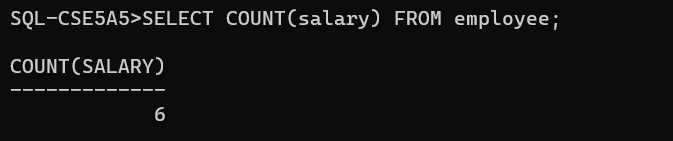 SQL-CSE5A5>SELECT COUNT(salary) FROM employee;
COUNT(SALARY)
-------------
6